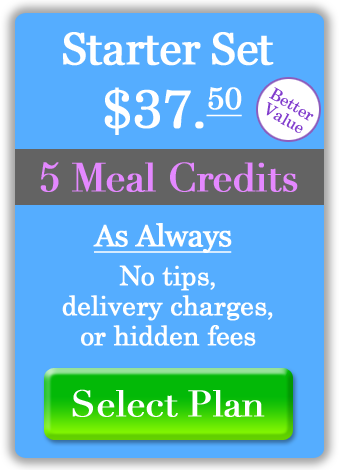 Starter Set
$37.50
Better
Value
5 Meal Credits
As Always
No tips,
delivery charges,
or hidden fees
Select Plan